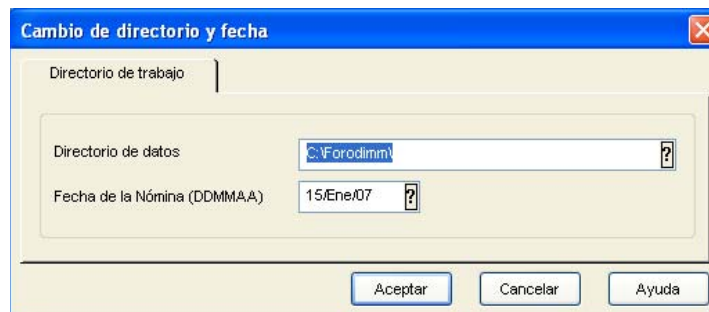 Cambio de directorio y fecha
Directorio de trabajo
Directorio de datos C:\Forodimm\ ?
Fecha de la Nómina (DDMMAA) 15/Ene/07 ?
Aceptar Cancelar Ayuda